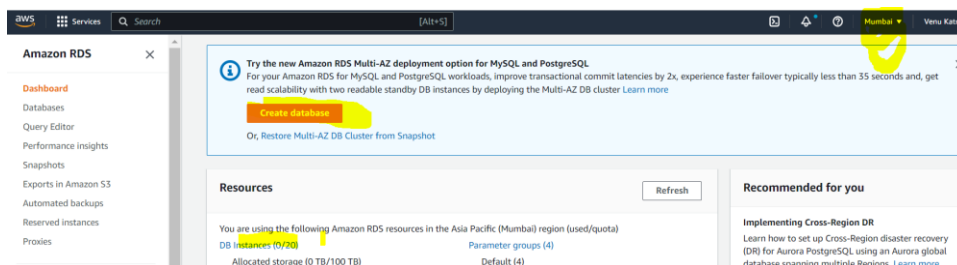 aws Services Search [Alt+S] Mumbai Venu
Amazon RDS
Dashboard
Databases
Query Editor
Performance insights
Snapshots
Exports in Amazon S3
Automated backups
Reserved instances
Proxies
Try the new Amazon RDS Multi-AZ deployment option for MySQL and PostgreSQL
For your Amazon RDS for MySQL and PostgreSQL workloads, improve transactional commit latencies by 2x, experience faster failover typically less than 35 seconds and, get
read scalability with two readable standby DB instances by deploying the Multi-AZ DB cluster Learn more
Create database
Or, Restore Multi-AZ DB Cluster from Snapshot
Resources
Refresh
You are using the following Amazon RDS resources in the Asia Pacific (Mumbai) region (used/quota)
DB Instances (0/20)
Parameter groups (4)
Allocated storage (0 TB/100 TB)
Default (4)
Recommended for you
Implementing Cross-Region DR
Learn how to set up Cross-Region disaster recovery
(DR) for Aurora PostgreSQL using an Aurora global
database spanning multiple Regions. Learn more